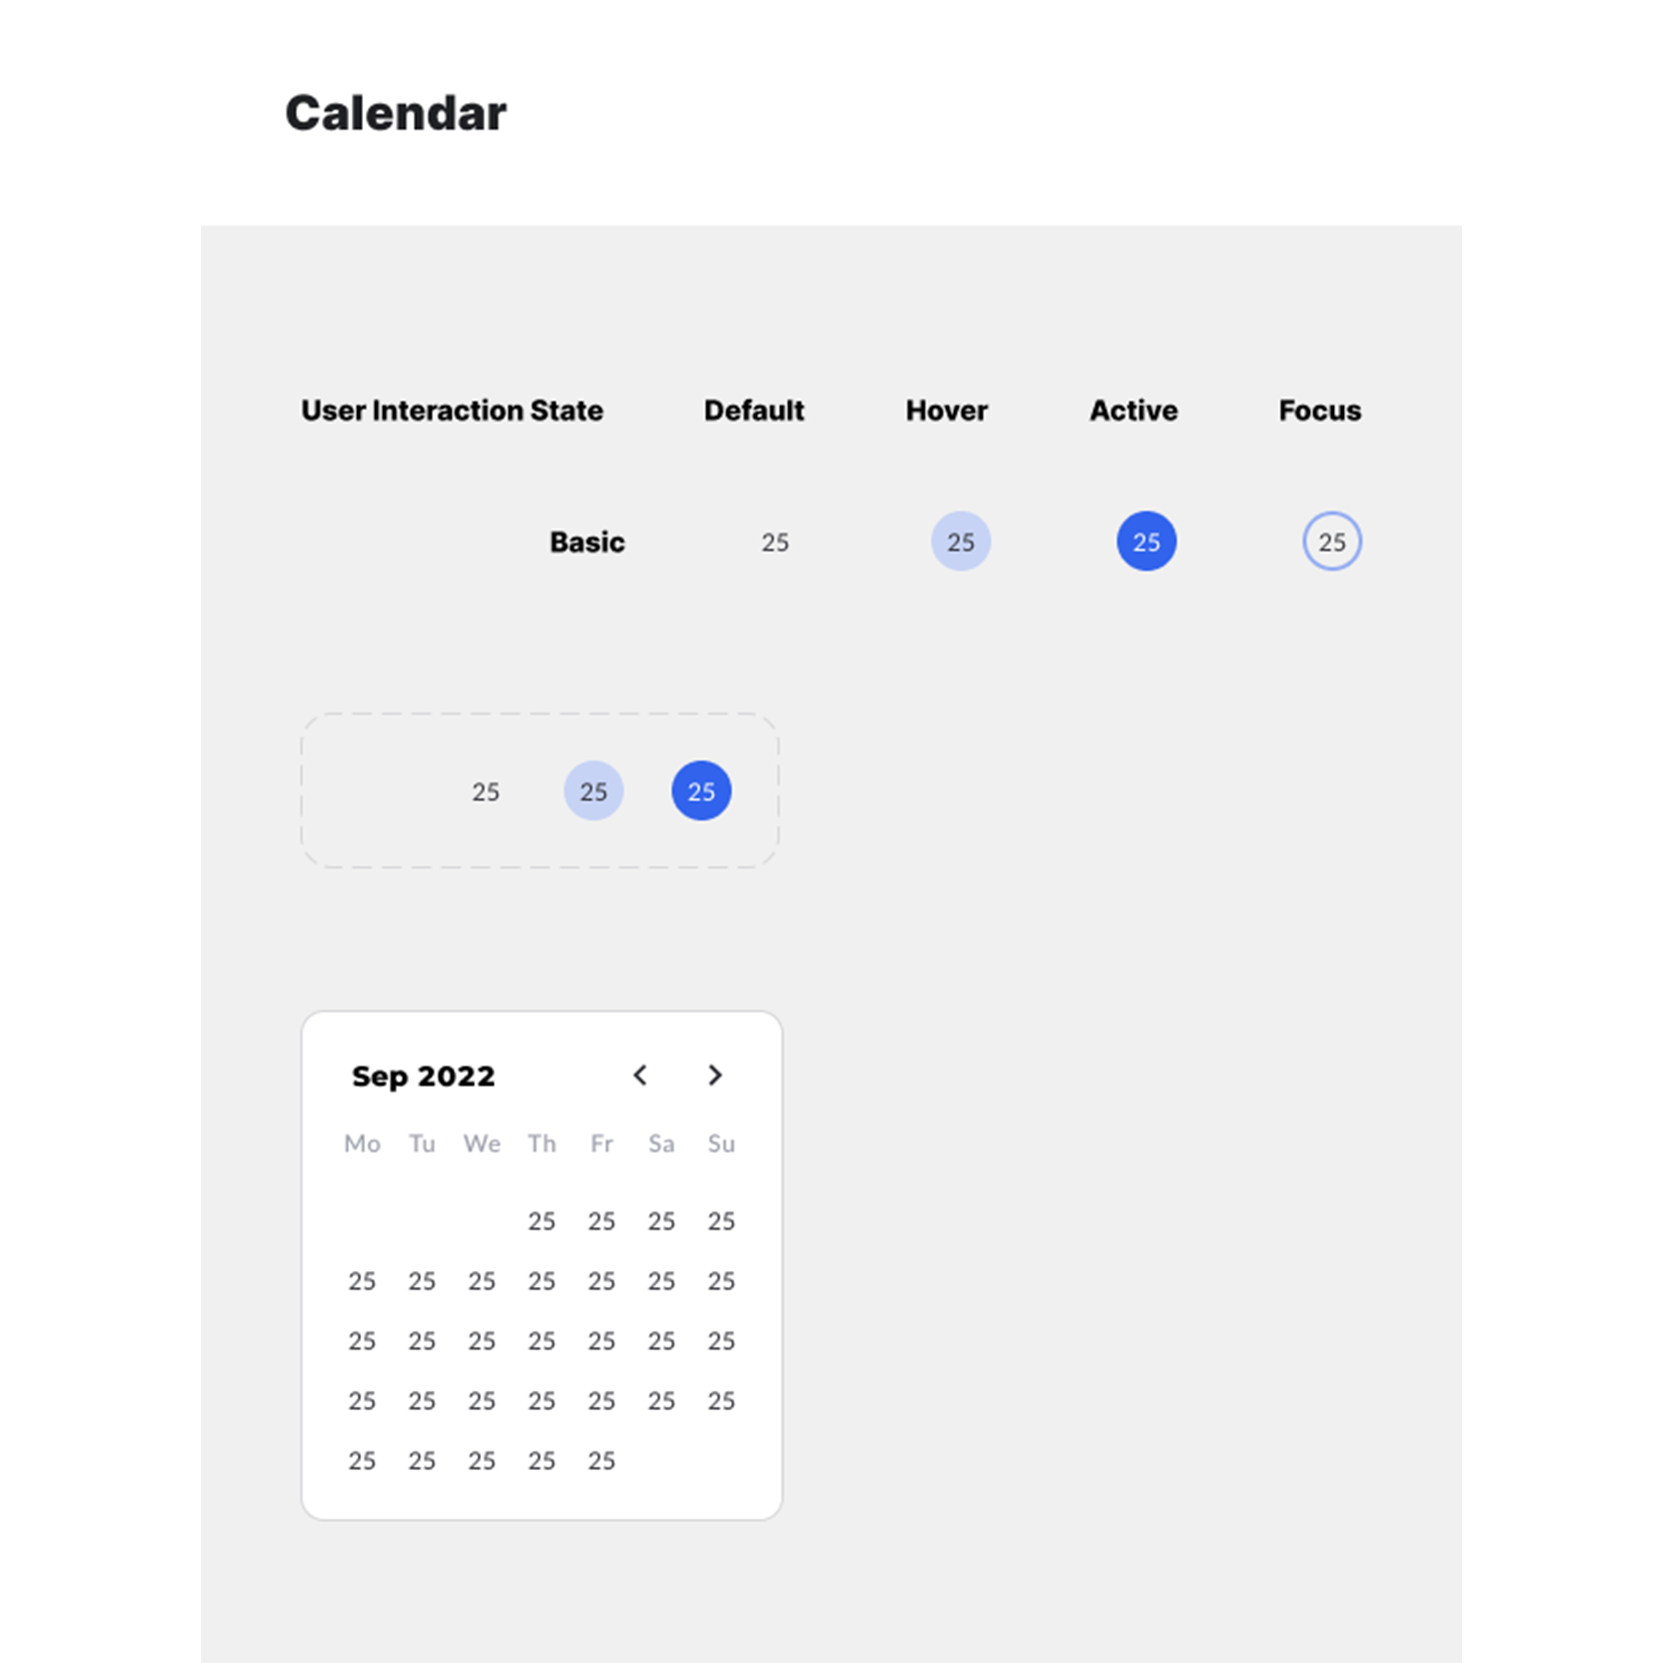 Calendar
User Interaction State Default Hover Active Focus
Basic 25 25 25 25
25 25 25
Sep 2022
Mo Tu We Th Fr Sa Su
25 25 25 25
25 25 25 25 25 25 25
25 25 25 25 25 25 25
25 25 25 25 25 25 25
25 25 25 25 25